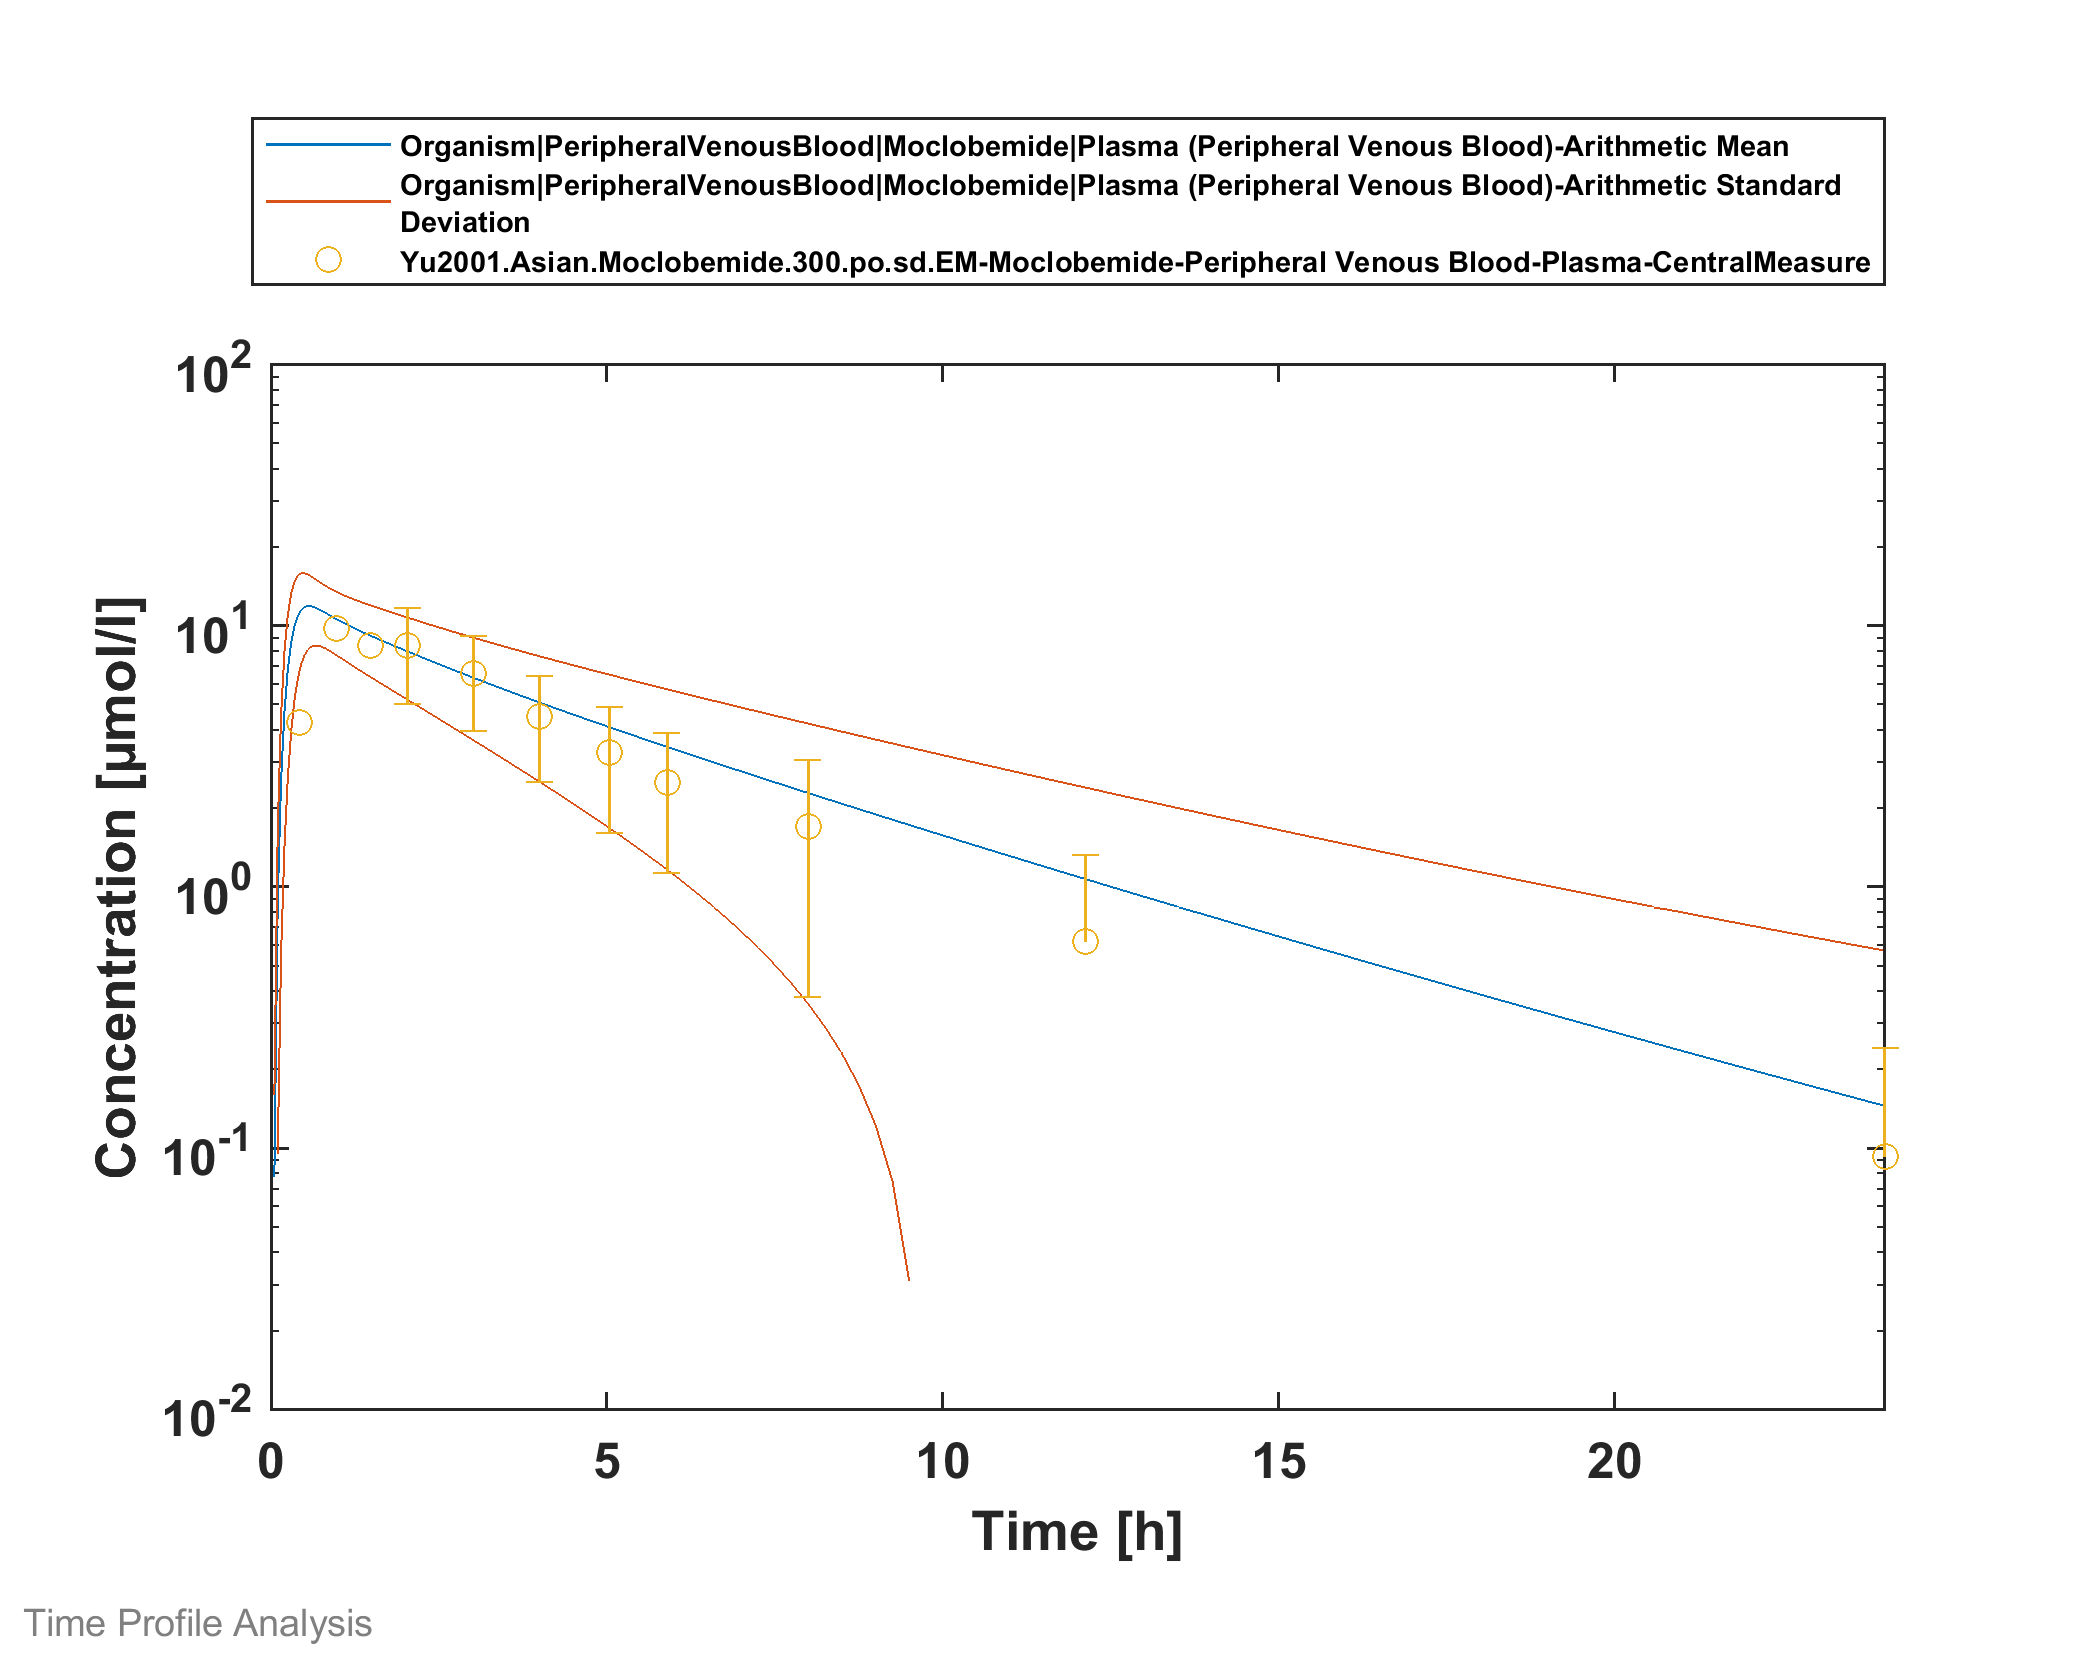 Organism|PeripheralVenousBlood|Moclobemide|Plasma (Peripheral Venous Blood)-Arithmetic Mean
Organism|PeripheralVenousBlood|Moclobemide|Plasma (Peripheral Venous Blood)-Arithmetic Standard
Deviation
Yu2001.Asian.Moclobemide.300.po.sd.EM-Moclobemide-Peripheral Venous Blood-Plasma-CentralMeasure
10^2
10^1
10^0
10^-1
10^-2
Concentration [µmol/l]
0 5 10 15 20
Time [h]
Time Profile Analysis